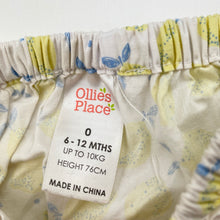 Ollies
Place
0
6 - 12 MTHS
UP TO 10KG
HEIGHT 76CM
MADE IN CHINA